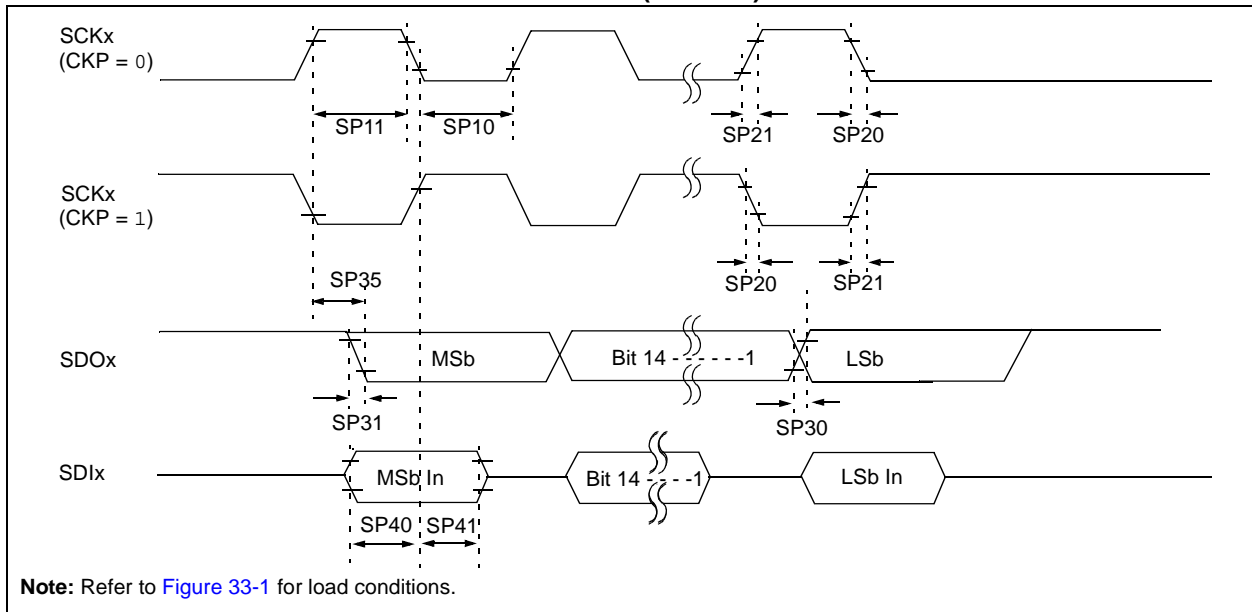 SCKx
(CKP = 0)
SP11
SP10
SP21
SP20
SCKx
(CKP = 1)
SP35
SP20
SP21
SDOx
MSb
Bit 14 - - - - - -1
LSb
SP31
SP30
SDIx
MSb In
Bit 14 - - - -1
LSb In
SP40
SP41
Note: Refer to Figure 33-1 for load conditions.